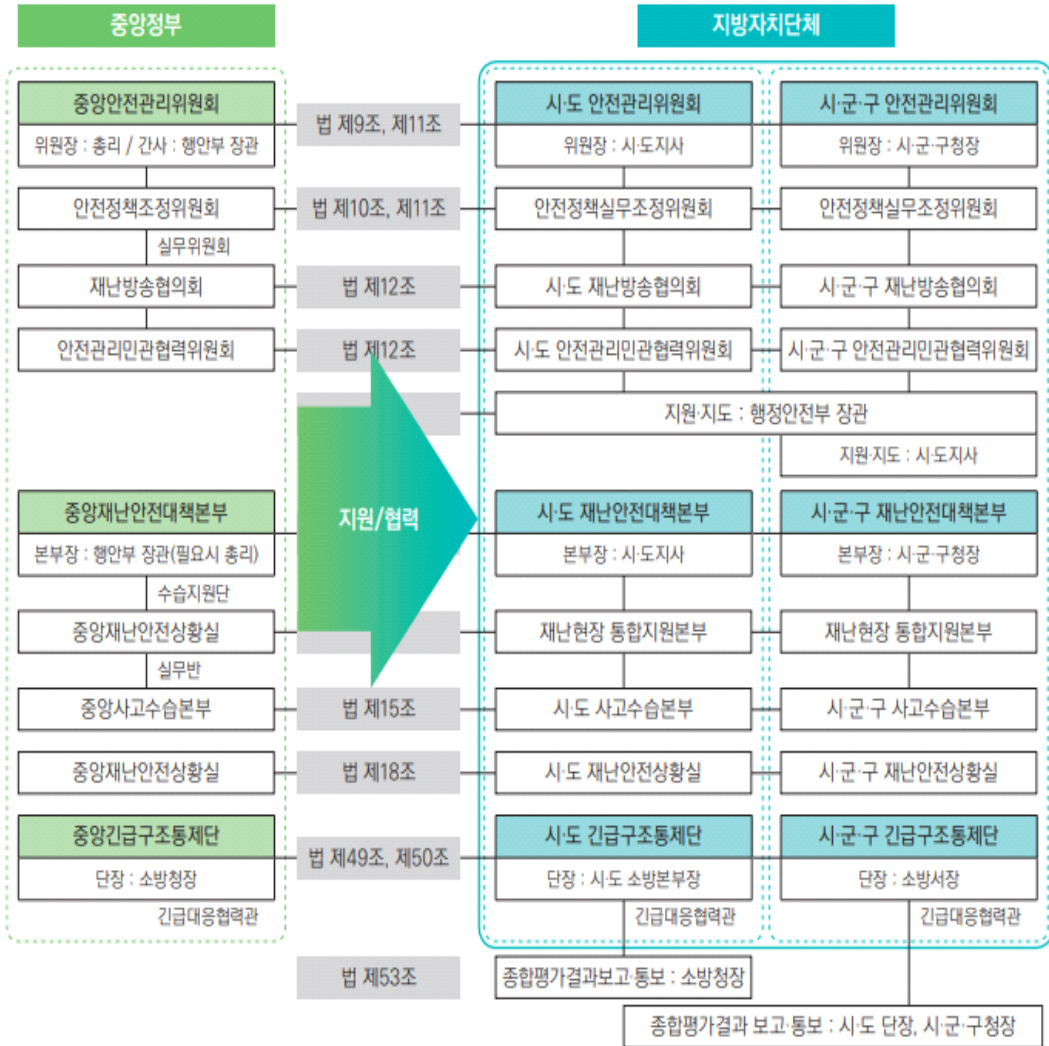 중앙정부
지방자치단체
중앙안전관리위원회
법 제9조, 제11조
시·도 안전관리위원회
시·군·구 안전관리위원회
위원장 : 총리 / 간사 : 행안부 장관
위원장 : 시·도지사
위원장 : 시·군·구청장
안전정책조정위원회
법 제10조, 제11조
안전정책실무조정위원회
안전정책실무조정위원회
실무위원회
재난방송협의회
법 제12조
시·도 재난방송협의회
시·군·구 재난방송협의회
안전관리민관협력위원회
법 제12조
시·도 안전관리민관협력위원회
시·군·구 안전관리민관협력위원회
지원·지도 : 행정안전부 장관
지원·지도 : 시·도지사
중앙재난안전대책본부
지원/협력
시·도 재난안전대책본부
시·군·구 재난안전대책본부
본부장 : 행안부 장관(필요시 총리)
본부장 : 시·도지사
본부장 : 시·군·구청장
수습지원단
중앙재난안전상황실
재난현장 통합지원본부
재난현장 통합지원본부
실무반
중앙사고수습본부
법 제15조
시·도 사고수습본부
시·군·구 사고수습본부
중앙재난안전상황실
법 제18조
시·도 재난안전상황실
시·군·구 재난안전상황실
중앙긴급구조통제단
법 제49조, 제50조
시·도 긴급구조통제단
시·군·구 긴급구조통제단
단장 : 소방청장
단장 : 시·도 소방본부장
단장 : 소방서장
긴급대응협력관
긴급대응협력관
긴급대응협력관
법 제53조
종합평가결과보고·통보 : 소방청장
종합평가결과 보고·통보 : 시·도 단장, 시·군·구청장